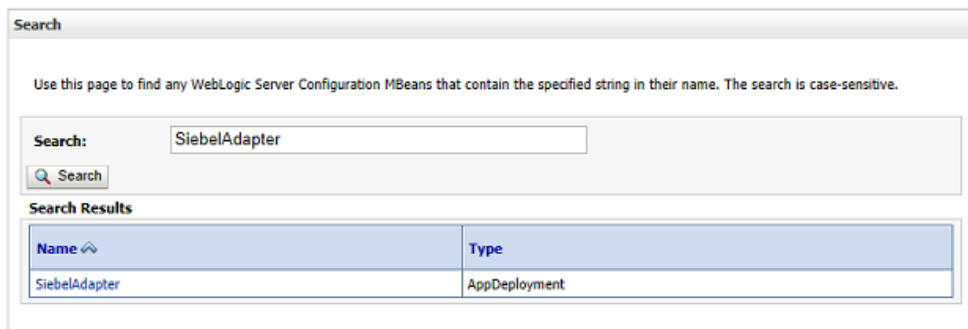 Search
Use this page to find any WebLogic Server Configuration MBeans that contain the specified string in their name. The search is case-sensitive.
Search: SiebelAdapter
Search
Search Results
Name Type
SiebelAdapter AppDeployment